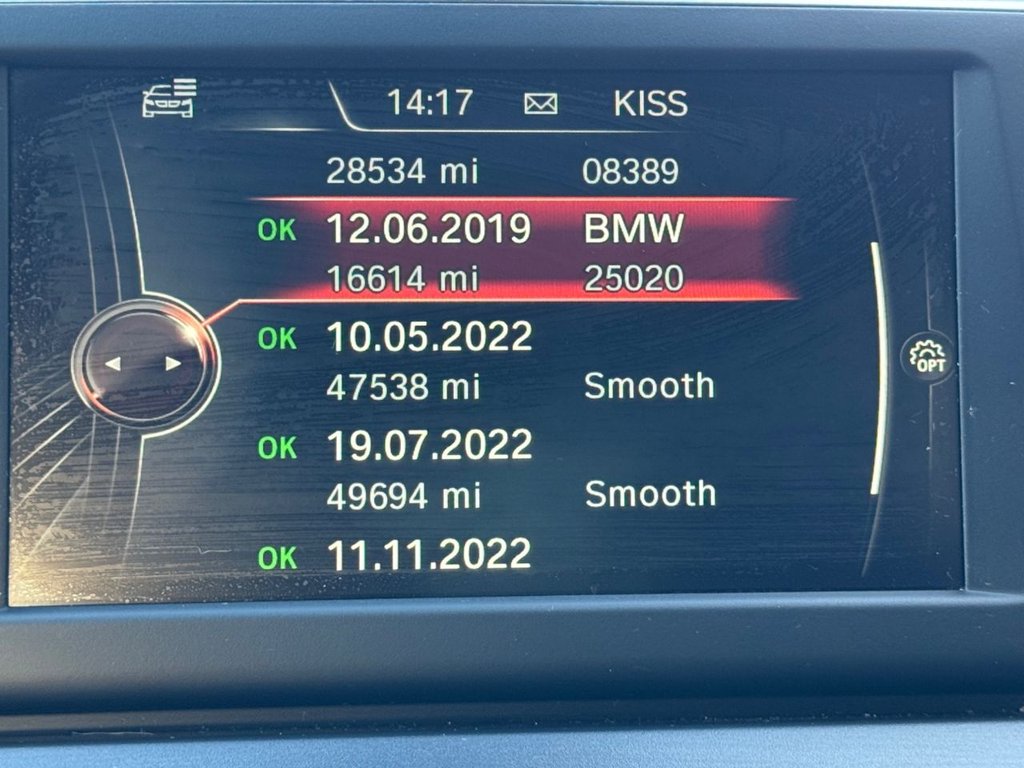 14:17 KISS
28534 mi 08389
OK 12.06.2019 BMW
16614 mi 25020
OK 10.05.2022
47538 mi Smooth
OPT
OK 19.07.2022
49694 mi Smooth
OK 11.11.2022